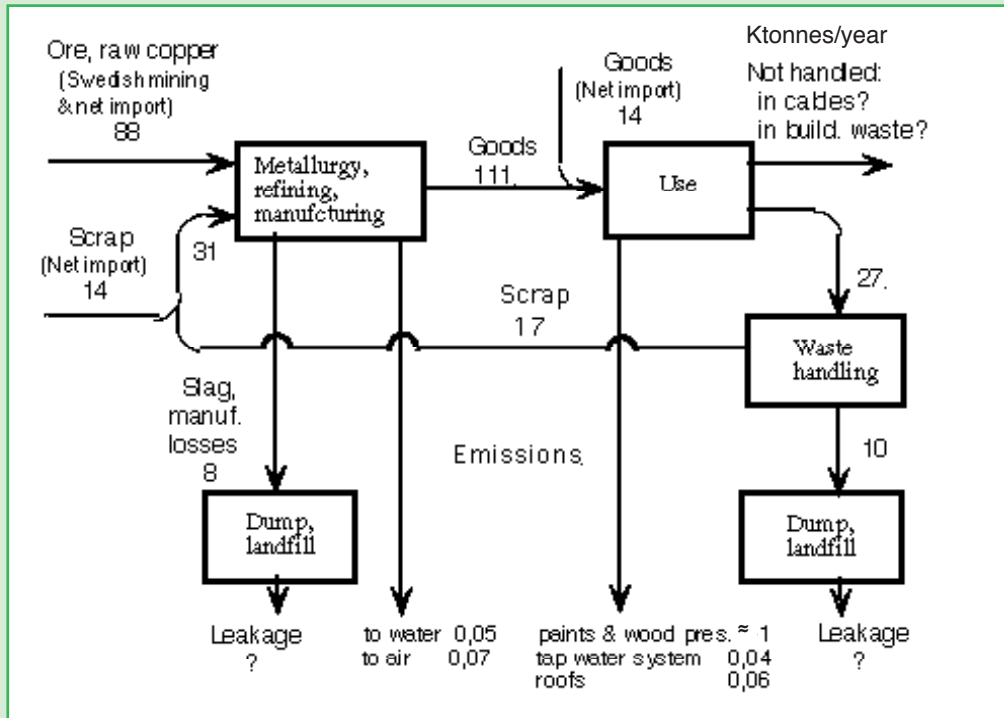 Ktonnes/year
Ore, raw copper
(Swedish mining
& net import)
88
Goods
(Net import)
14
Not handled:
in cables?
in build. waste?
Metallurgy,
refining,
manufcturing
Goods
111.
Use
Scrap
(Net import)
14
31
Scrap
17
27.
Waste
handling
Slag,
manuf.
losses
8
Emissions.
10
Dump,
landfill
Dump,
landfill
Leakage
?
to water 0,05
to air 0,07
paints & wood pres. ≈ 1
tap water system 0,04
roofs 0,06
Leakage
?